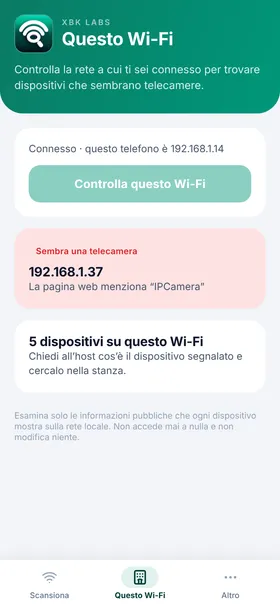 XBK LABS
Questo Wi-Fi
Controlla la rete a cui ti sei connesso per trovare
dispositivi che sembrano telecamere.
Connesso · questo telefono è 192.168.1.14
Controlla questo Wi-Fi
Sembra una telecamera
192.168.1.37
La pagina web menziona “IPCamera”
5 dispositivi su questo Wi-Fi
Chiedi all’host cos’è il dispositivo segnalato e
cercalo nella stanza.
Esamina solo le informazioni pubbliche che ogni dispositivo
mostra sulla rete locale. Non accede mai a nulla e non
modifica niente.
Scansiona
Questo Wi-Fi
Altro